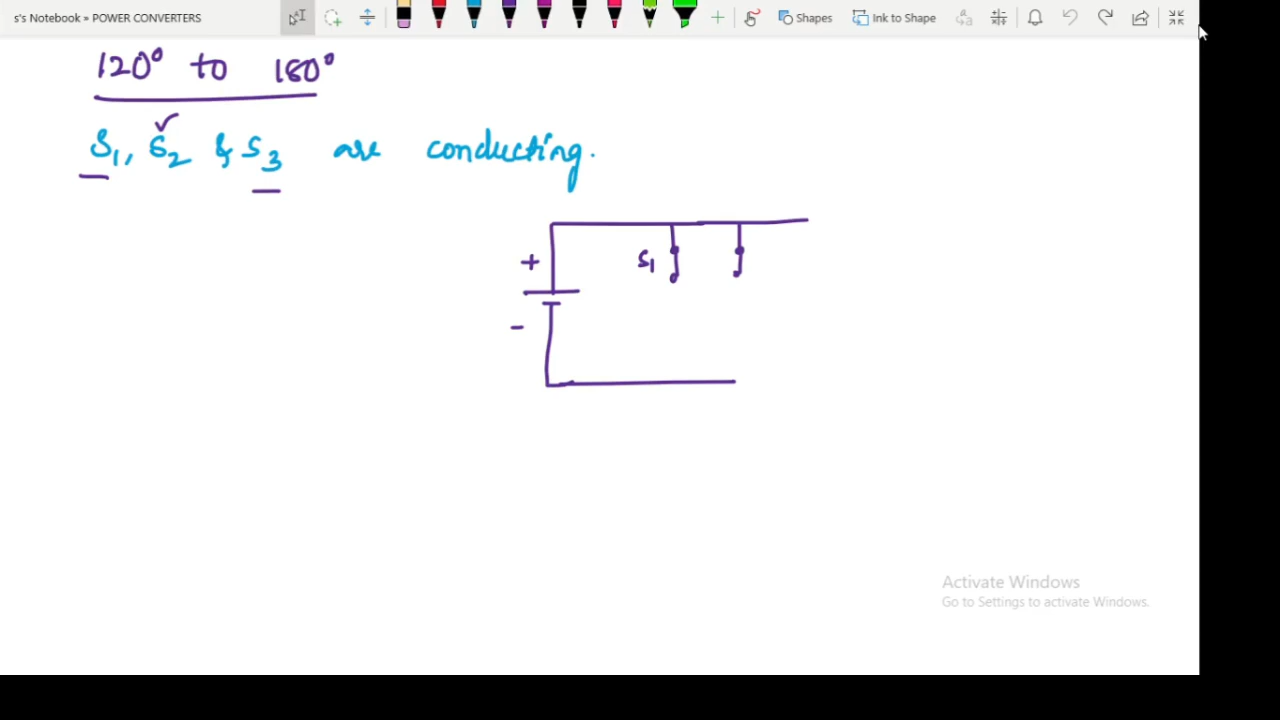 s's Notebook » POWER CONVERTERS
Shapes
Ink to Shape
120° to 180°
S1, S2 & S3 are conducting.
+
S1
-
Activate Windows
Go to Settings to activate Windows.